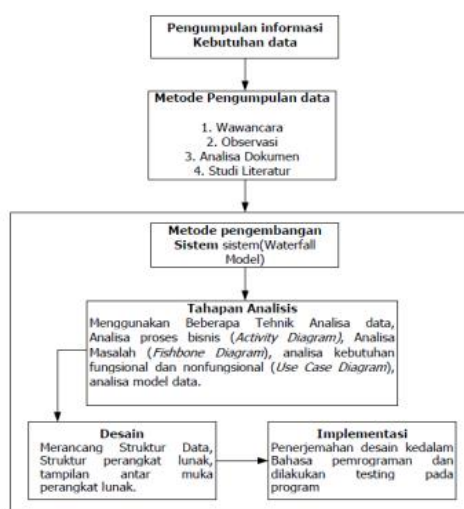 Pengumpulan informasi
Kebutuhan data
Metode Pengumpulan data
1. Wawancara
2. Observasi
3. Analisa Dokumen
4. Studi Literatur
Metode pengembangan
Sistem sistem(Waterfall
Model)
Tahapan Analisis
Menggunakan Beberapa Tehnik Analisa data,
Analisa proses bisnis (Activity Diagram), Analisa
Masalah (Fishbone Diagram), analisa kebutuhan
fungsional dan nonfungsional (Use Case Diagram),
analisa model data.
Desain
Merancang Struktur Data,
Struktur perangkat lunak,
tampilan antar muka
perangkat lunak.
Implementasi
Penerjemahan desain kedalam
Bahasa pemrograman dan
dilakukan testing pada
program